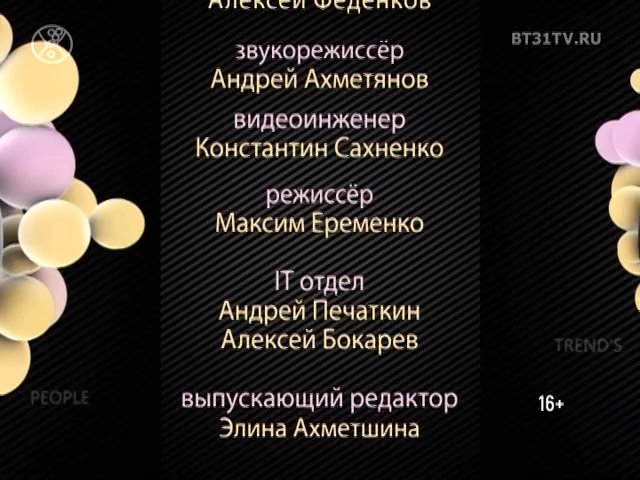 Алексей Феденков
BT31TV.RU
звукорежиссёр
Андрей Ахметянов
видеоинженер
Константин Сахненко
режиссёр
Максим Еременко
IT отдел
Андрей Печаткин
Алексей Бокарев
TREND'S
PEOPLE
выпускающий редактор
16+
Элина Ахметшина